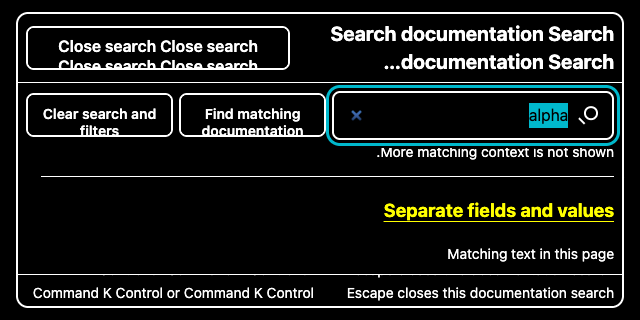 Search documentation Search
documentation Search...
Close search Close search
Close search Close search
alpha
Find matching
documentation
Clear search and
filters
More matching context is not shown.
Separate fields and values
Matching text in this page
Escape closes this documentation search
Command K Control or Command K Control